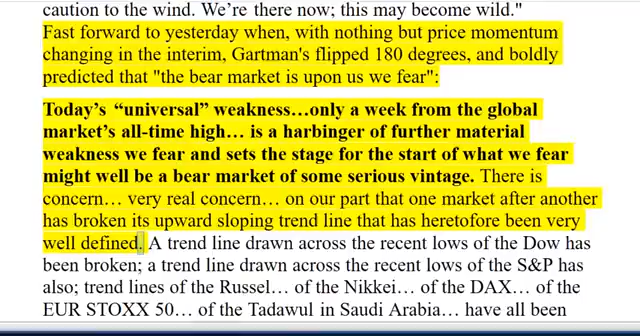 caution to the wind. We're there now; this may become wild."
Fast forward to yesterday when, with nothing but price momentum
changing in the interim, Gartman's flipped 180 degrees, and boldly
predicted that "the bear market is upon us we fear":
Today's “universal” weakness…only a week from the global
market's all-time high… is a harbinger of further material
weakness we fear and sets the stage for the start of what we fear
might well be a bear market of some serious vintage. There is
concern… very real concern… on our part that one market after another
has broken its upward sloping trend line that has heretofore been very
well defined. A trend line drawn across the recent lows of the Dow has
been broken; a trend line drawn across the recent lows of the S&P has
also; trend lines of the Russel… of the Nikkei… of the DAX… of the
EUR STOXX 50… of the Tadawul in Saudi Arabia… have all been